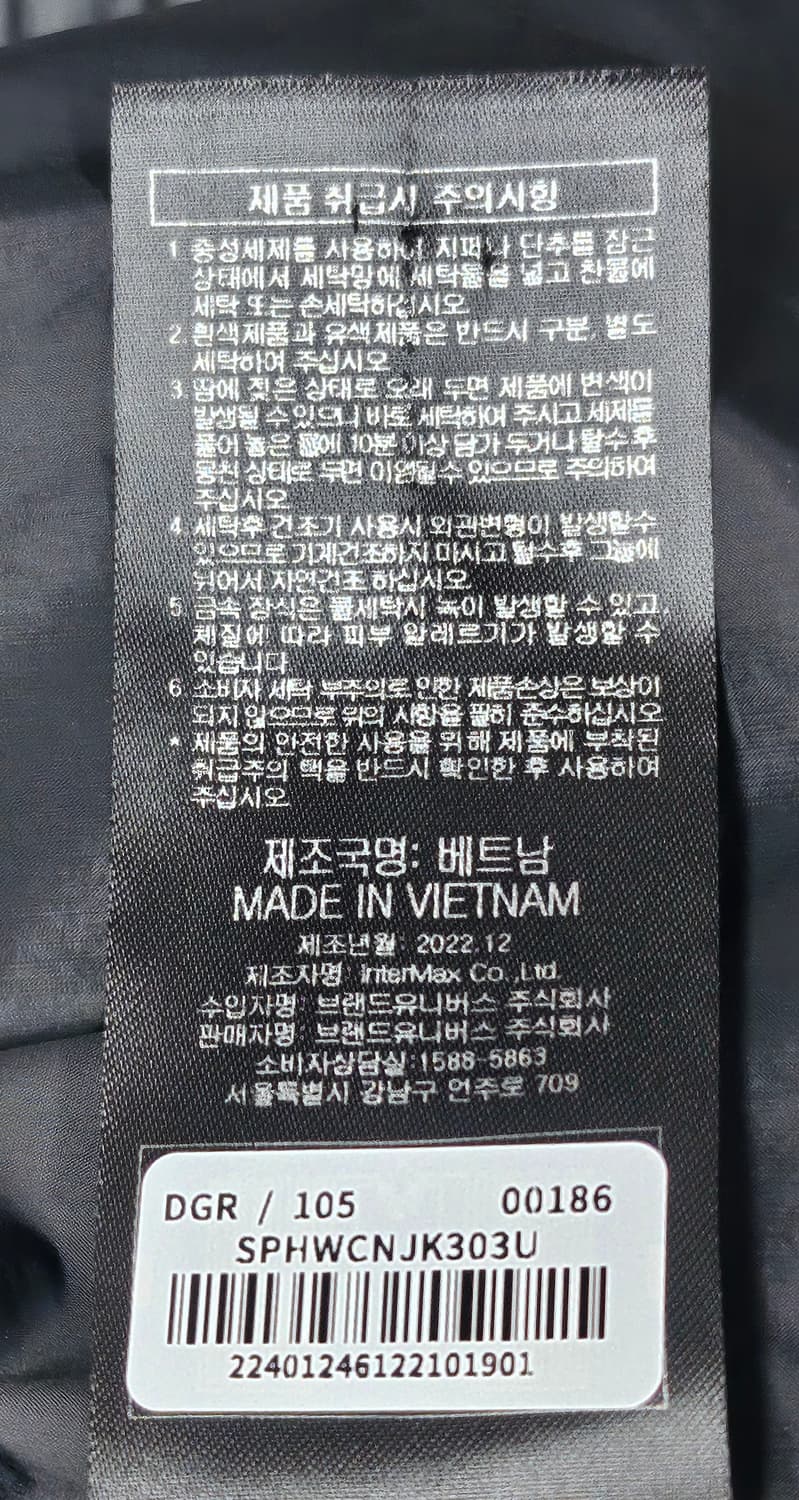 제품 취급시 주의사항
1 중성세제를 사용하여 지퍼나 단추를 잠근
상태에서 세탁망에 세탁물을 넣고 찬물에
세탁 또는 손세탁하십시오
2. 흰색제품과 유색제품은 반드시 구분, 별도
세탁하여 주십시오
3 땀에 젖은 상태로 오래 두면 제품에 변색이
발생될 수 있으니 바로 세탁하여 주시고 세제를
풀어 놓은 물에 10분 이상 담가 두거나 탈수 후
뭉친 상태로 두면 이염될 수 있으므로 주의하여
주십시오
4 세탁후 건조기 사용시 외관변형이 발생할수
있으므로 기계건조하지 마시고 탈수후 그늘에
뉘어서 자연건조 하십시오
5 금속 장식은 물세탁시 녹이 발생할 수 있고,
체질에 따라 피부 알레르기가 발생할 수
있습니다
6 소비자 세탁 부주의로 인한 제품손상은 보상이
되지 않으므로 위의 사항을 필히 준수하십시오
* 제품의 안전한 사용을 위해 제품에 부착된
취급주의 택을 반드시 확인한 후 사용하여
주십시오
제조국명: 베트남
MADE IN VIETNAM
제조년월: 2022.12
제조자명: InterMax Co.,Ltd.
수입자명: 브랜드유니버스 주식회사
판매자명: 브랜드유니버스 주식회사
소비자상담실:1588-5863
서울특별시 강남구 언주로 709
DGR / 105 00186
SPHWCNJK303U
22401246122101901